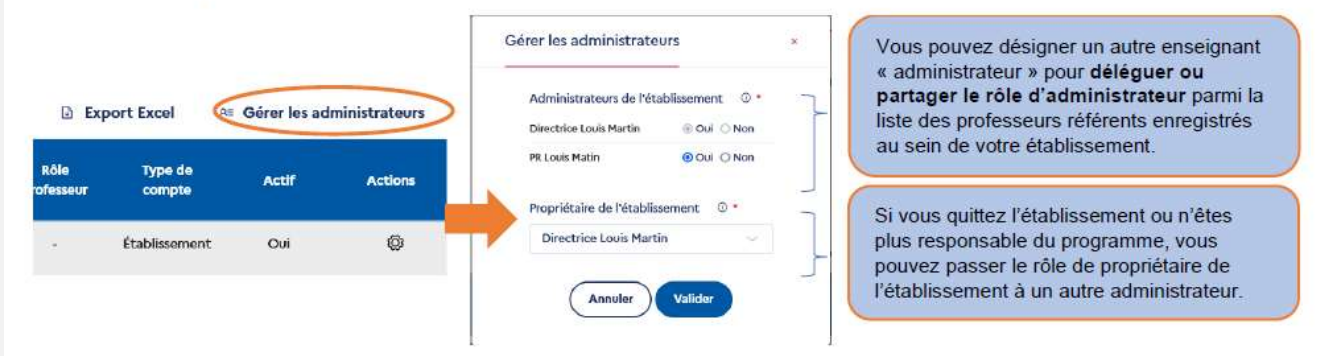 Export Excel
Gérer les administrateurs
Rôle
rofesseur
Type de
compte
Actif
Actions
-
Établissement
Oui
Gérer les administrateurs
×
Administrateurs de l'établissement *
Directrice Louis Martin Oui Non
PR Louis Matin Oui Non
Propriétaire de l'établissement *
Directrice Louis Martin
Annuler
Valider
Vous pouvez désigner un autre enseignant
« administrateur » pour déléguer ou
partager le rôle d'administrateur parmi la
liste des professeurs référents enregistrés
au sein de votre établissement.
Si vous quittez l'établissement ou n'êtes
plus responsable du programme, vous
pouvez passer le rôle de propriétaire de
l'établissement à un autre administrateur.